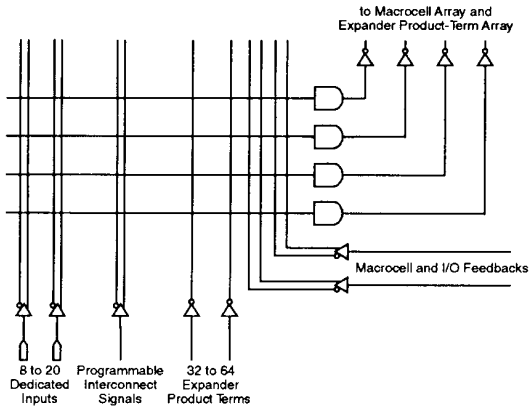 to Macrocell Array and
Expander Product-Term Array
Macrocell and I/O Feedbacks
8 to 20
Dedicated
Inputs
Programmable
Interconnect
Signals
32 to 64
Expander
Product Terms